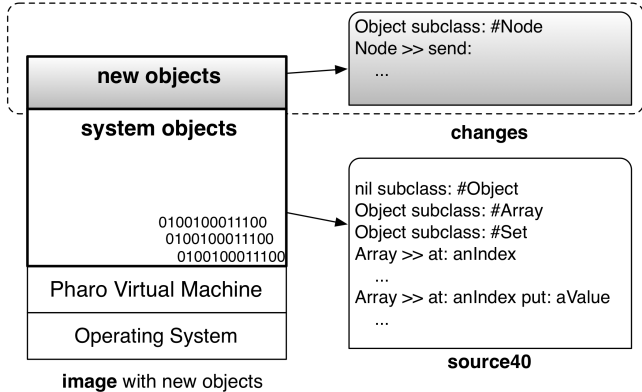 new objects
system objects
0100100011100
0100100011100
0100100011100
Pharo Virtual Machine
Operating System
image with new objects
Object subclass: #Node
Node >> send:
...
changes
nil subclass: #Object
Object subclass: #Array
Object subclass: #Set
Array >> at: anIndex
...
Array >> at: anIndex put: aValue
...
source40